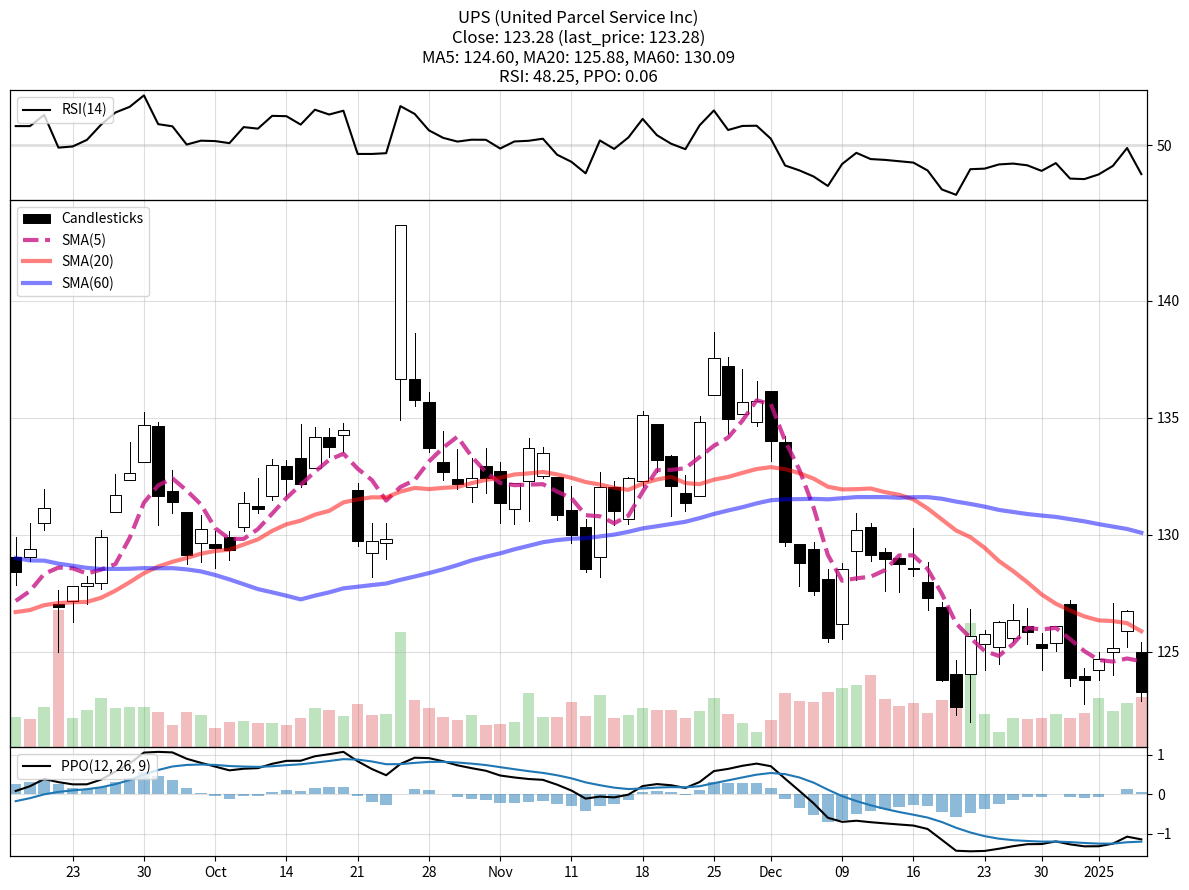 UPS (United Parcel Service Inc)
Close: 123.28 (last_price: 123.28)
MA5: 124.60, MA20: 125.88, MA60: 130.09
RSI: 48.25, PPO: 0.06
RSI(14)
50
Candlesticks
SMA(5)
SMA(20)
SMA(60)
140
135
130
125
PPO(12, 26, 9)
1
0
−1
23 30 Oct 14 21 28 Nov 11 18 25 Dec 09 16 23 30 2025